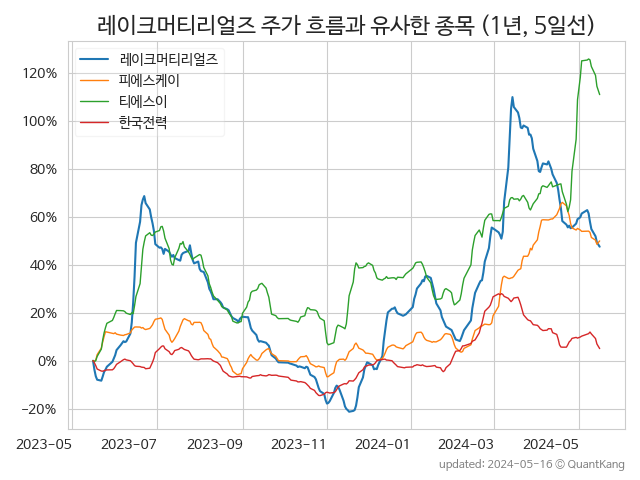 레이크머티리얼즈 주가 흐름과 유사한 종목 (1년, 5일선)
레이크머티리얼즈
피에스케이
티에스이
한국전력
120%
100%
80%
60%
40%
20%
0%
−20%
2023-05
2023-07
2023-09
2023-11
2024-01
2024-03
2024-05
updated: 2024-05-16 © QuantKang